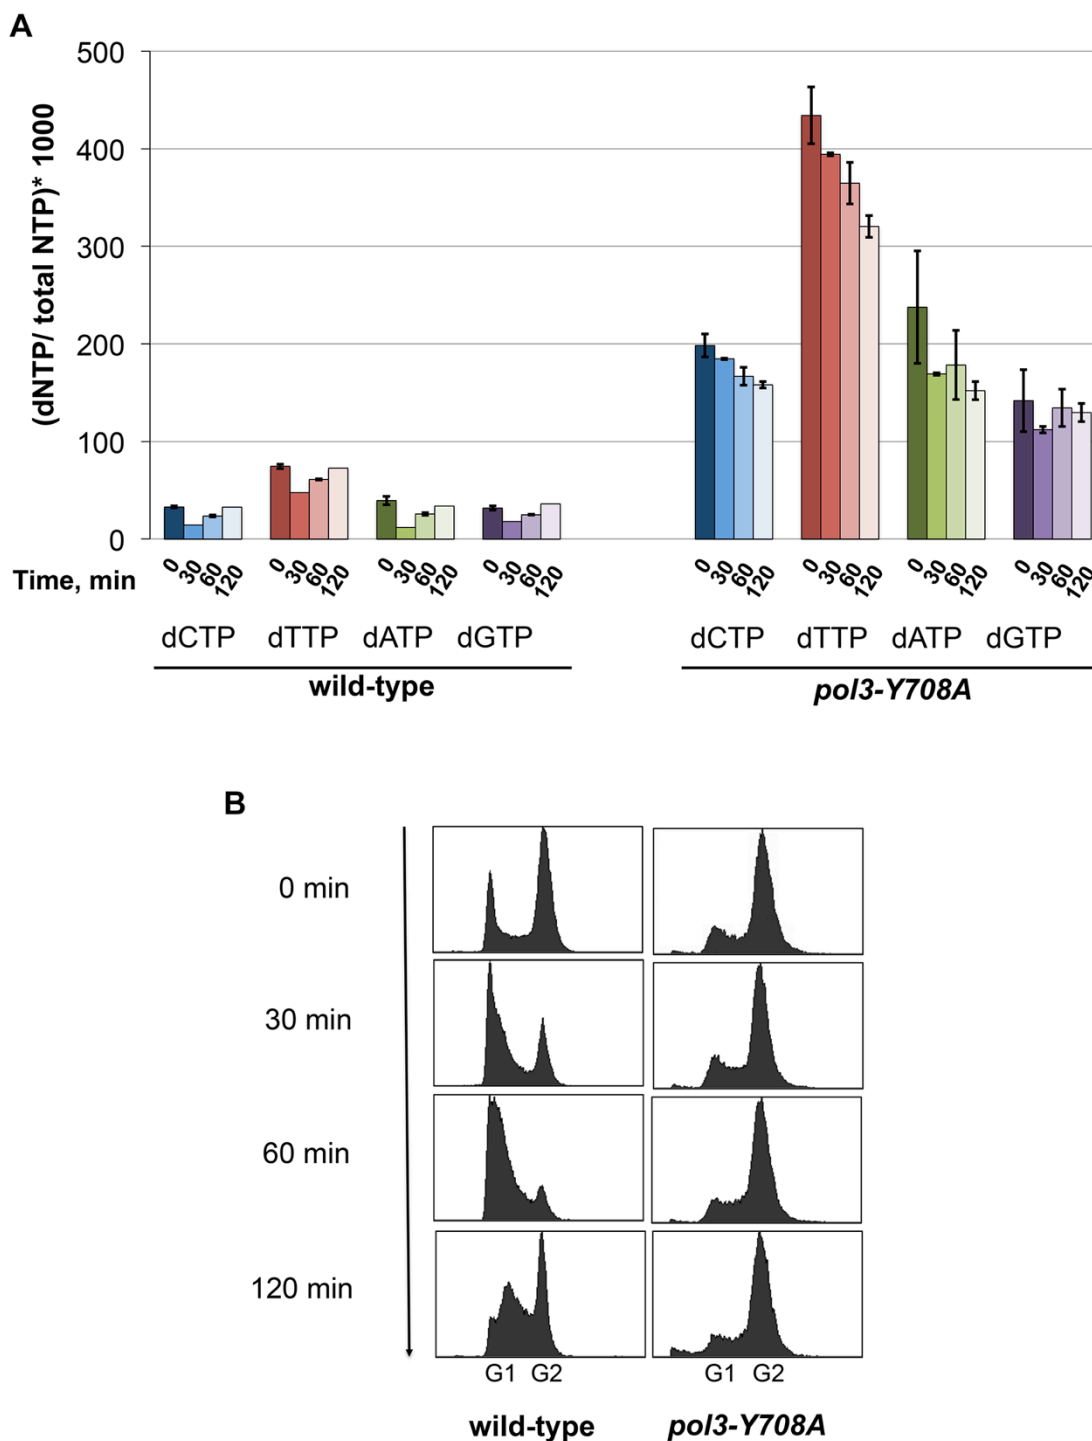 A
(dNTP/ total NTP)* 1000
500
400
300
200
100
0
Time, min
0 30 60 120 0 30 60 120 0 30 60 120 0 30 60 120 0 30 60 120 0 30 60 120 0 30 60 120 0 30 60 120
dCTP dTTP dATP dGTP dCTP dTTP dATP dGTP
wild-type pol3-Y708A
B
0 min
30 min
60 min
120 min
G1 G2 G1 G2
wild-type pol3-Y708A